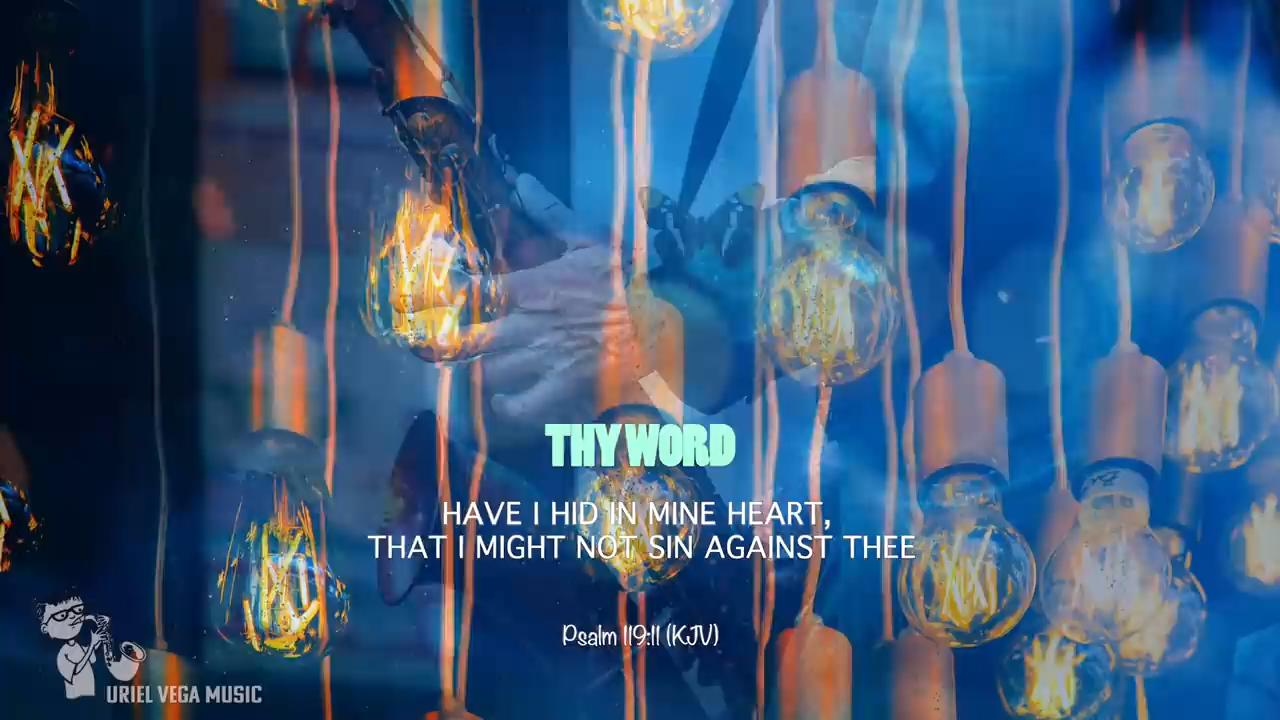 THY WORD
HAVE I HID IN MINE HEART,
THAT I MIGHT NOT SIN AGAINST THEE
Psalm 119:11 (KJV)
URIEL VEGA MUSIC